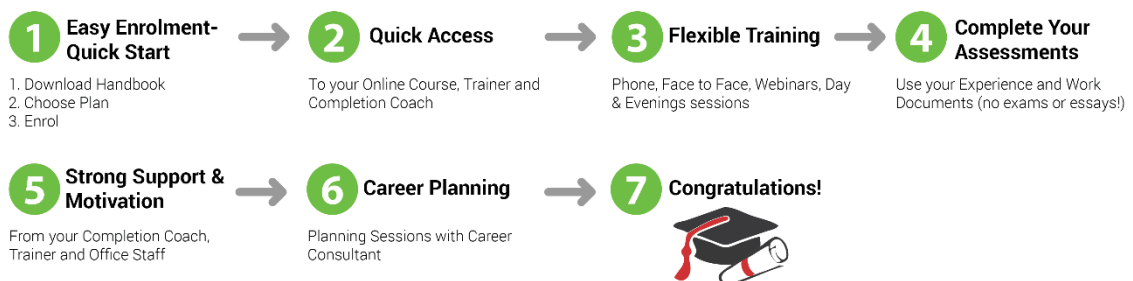 1 Easy Enrolment-
Quick Start
1. Download Handbook
2. Choose Plan
3. Enrol
2 Quick Access
To your Online Course, Trainer and
Completion Coach
3 Flexible Training
Phone, Face to Face, Webinars, Day
& Evenings sessions
4 Complete Your
Assessments
Use your Experience and Work
Documents (no exams or essays!)
5 Strong Support &
Motivation
From your Completion Coach,
Trainer and Office Staff
6 Career Planning
Planning Sessions with Career
Consultant
7 Congratulations!